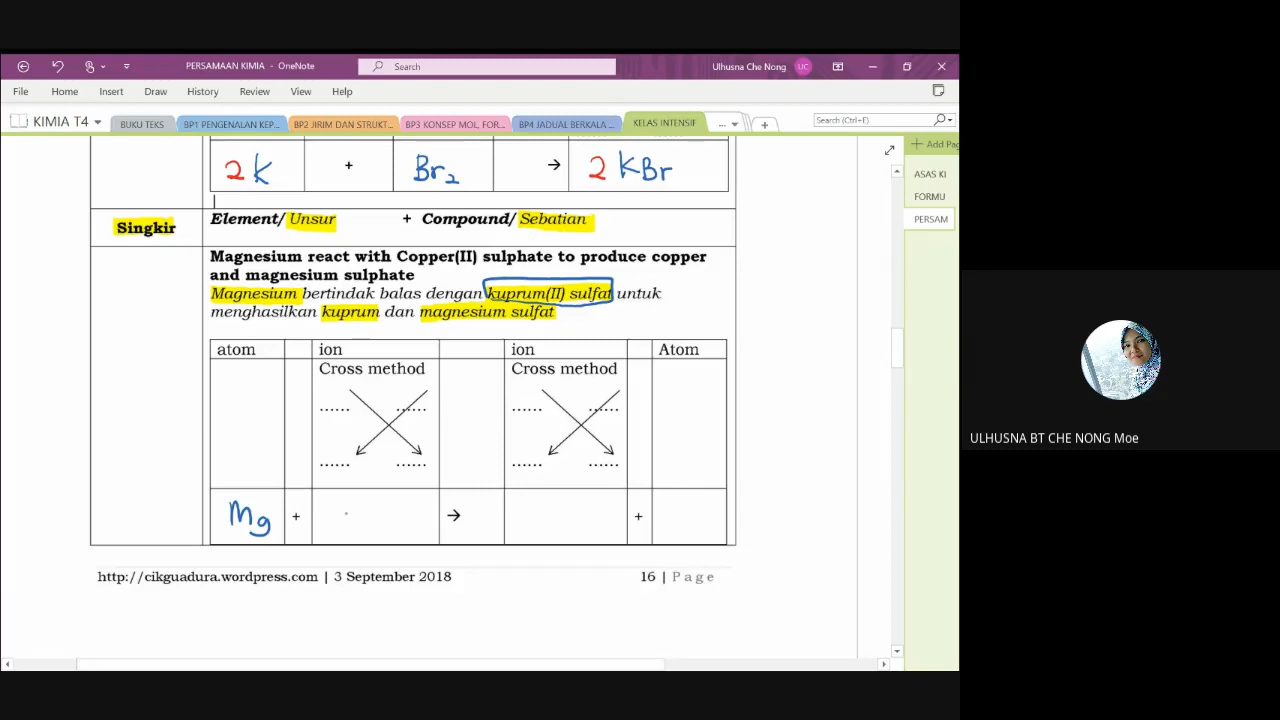 PERSAMAAN KIMIA - OneNote
Search
Ulhusna Che Nong
UC
File Home Insert Draw History Review View Help
KIMIA T4
BUKU TEKS
BP1 PENGENALAN KEP...
BP2 JIRIM DAN STRUKT...
BP3 KONSEP MOL, FOR...
BP4 JADUAL BERKALA ...
KELAS INTENSIF
...
Search (Ctrl+E)
Add Pag
ASAS KI
FORMU
PERSAM
2 K + Br2 → 2 KBr
Singkir
Element/ Unsur + Compound/ Sebatian
Magnesium react with Copper(II) sulphate to produce copper
and magnesium sulphate
Magnesium bertindak balas dengan kuprum(II) sulfat untuk
menghasilkan kuprum dan magnesium sulfat
atom ion ion Atom
Cross method Cross method
...... ...... ...... ......
...... ...... ...... ......
Mg + → +
http://cikguadura.wordpress.com | 3 September 2018 16 | Page
ULHUSNA BT CHE NONG Moe